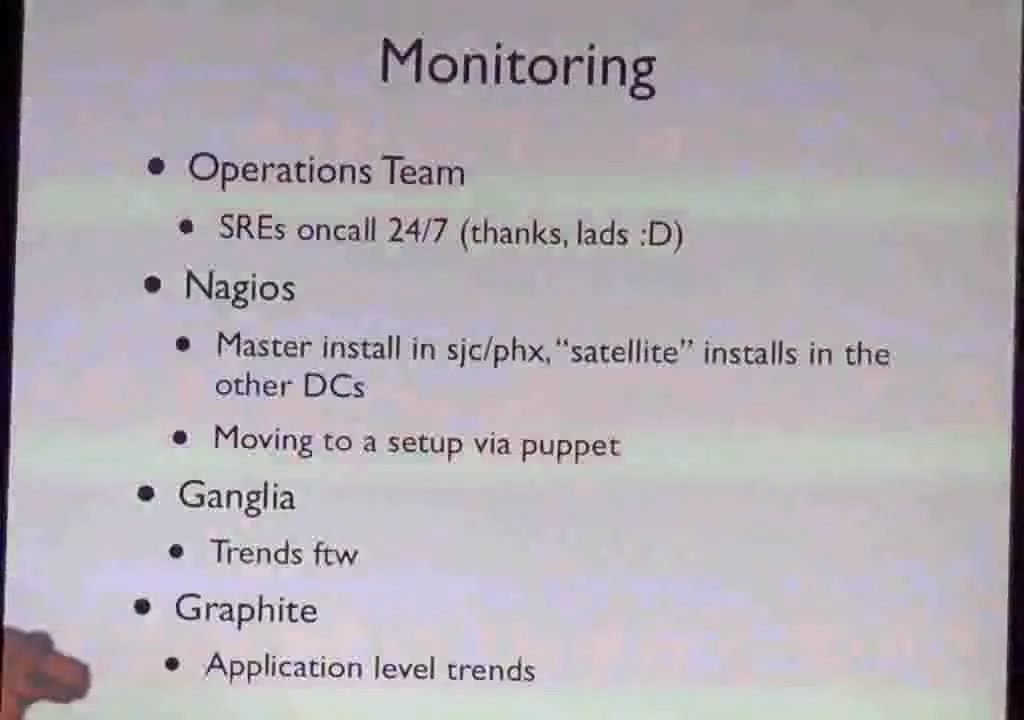 Monitoring
• Operations Team
• SREs oncall 24/7 (thanks, lads :D)
• Nagios
• Master install in sjc/phx, “satellite” installs in the
other DCs
• Moving to a setup via puppet
• Ganglia
• Trends ftw
• Graphite
• Application level trends